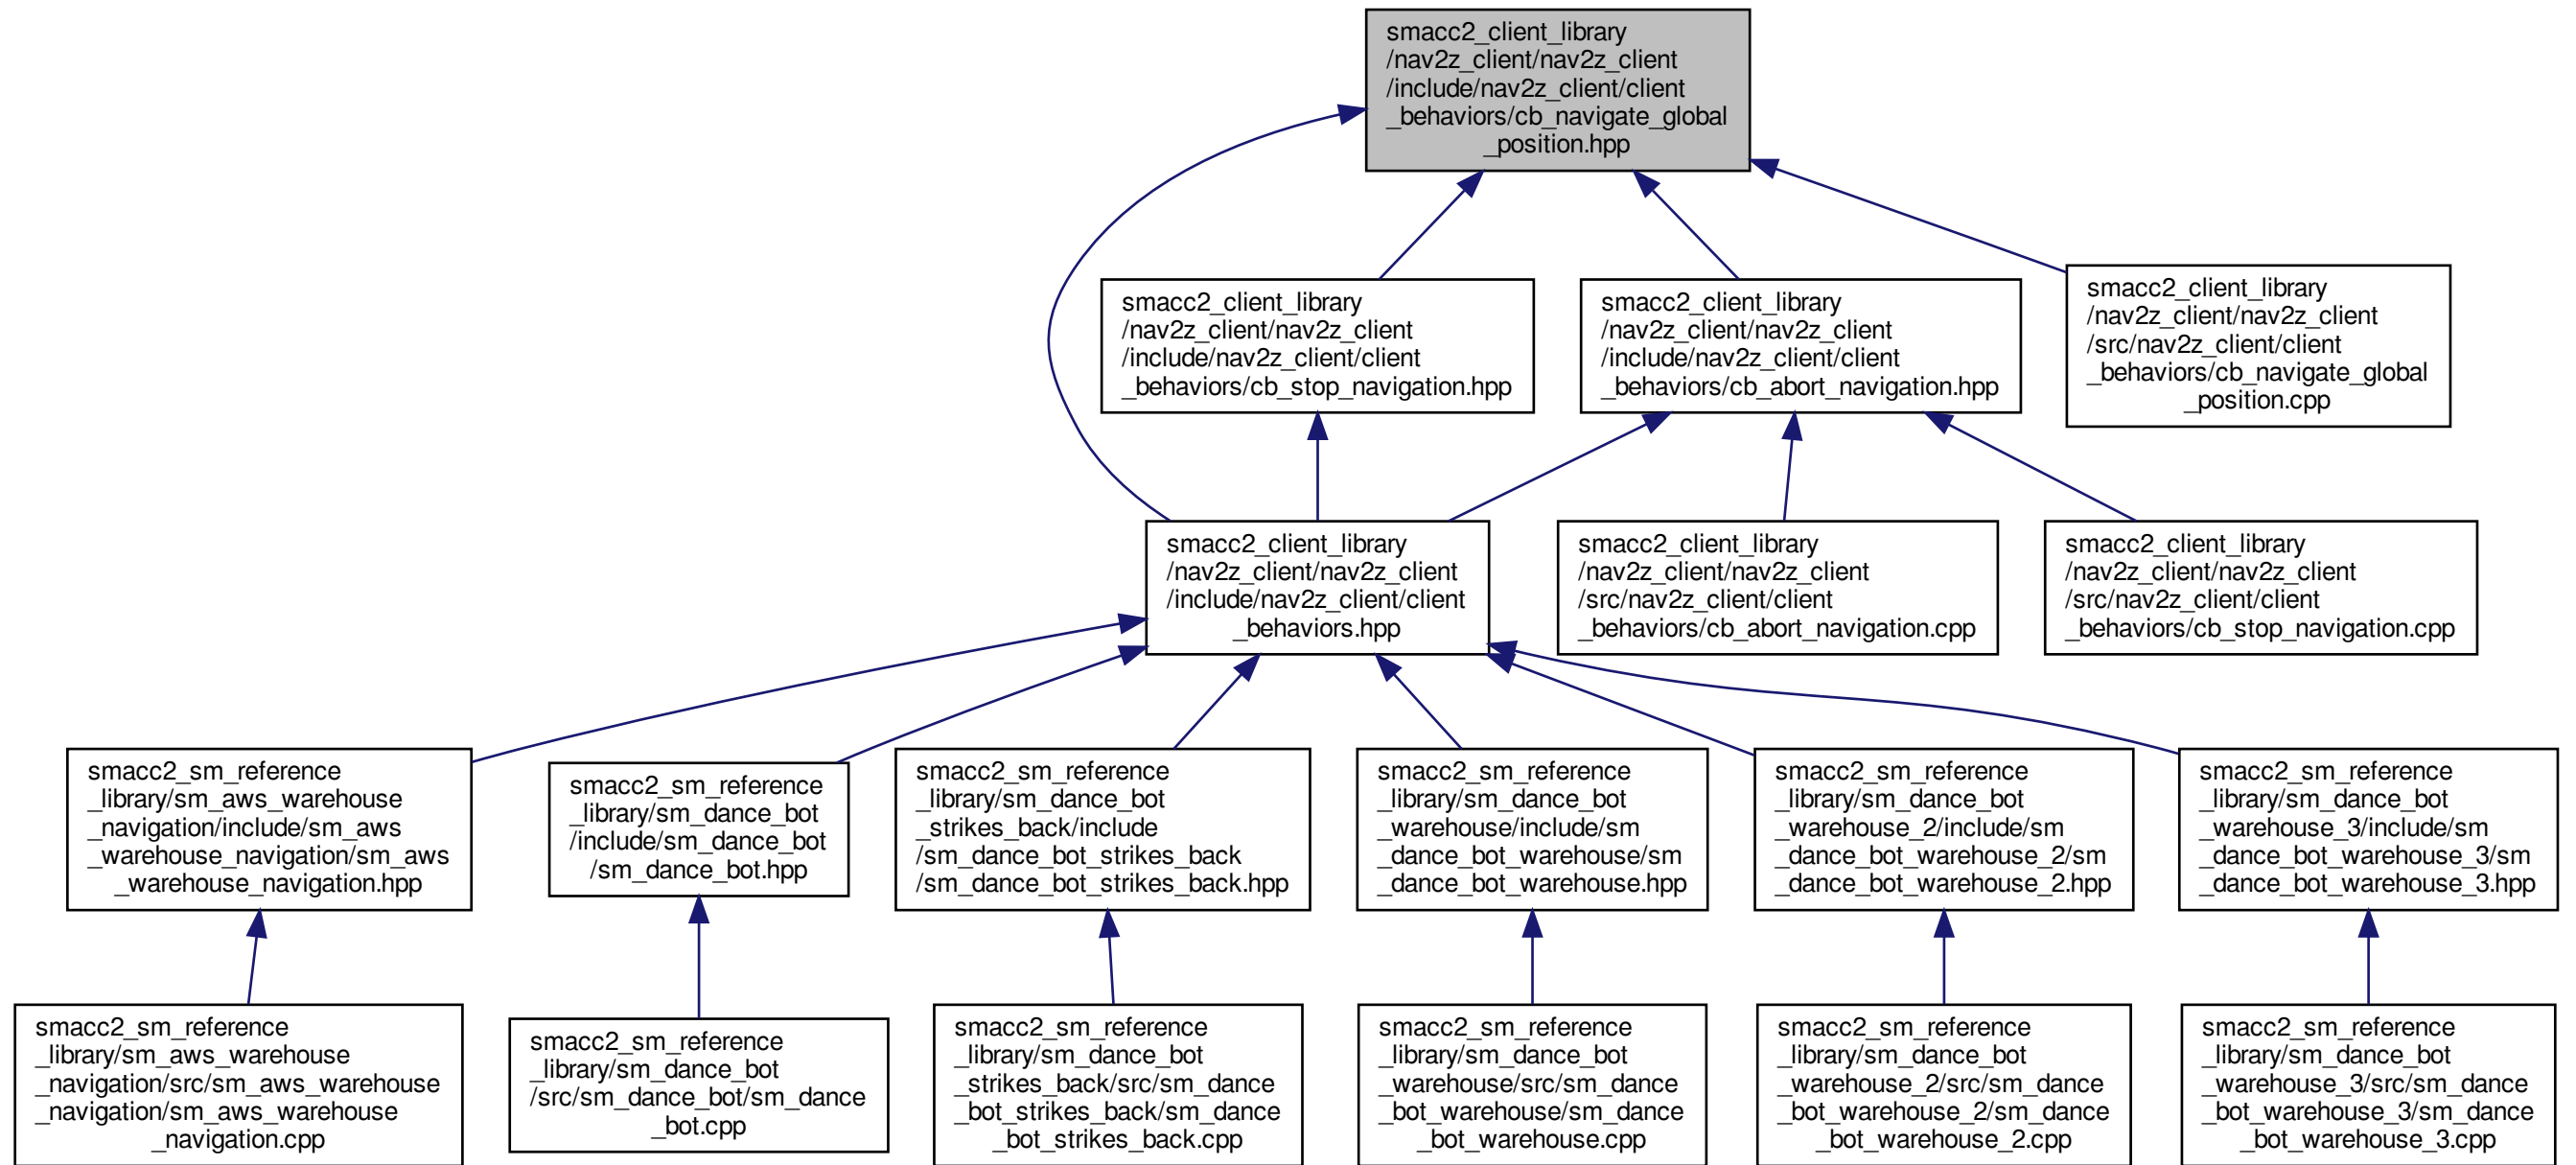 smacc2_client_library
/nav2z_client/nav2z_client
/include/nav2z_client/client
_behaviors/cb_navigate_global
_position.hpp
smacc2_client_library
/nav2z_client/nav2z_client
/include/nav2z_client/client
_behaviors/cb_stop_navigation.hpp
smacc2_client_library
/nav2z_client/nav2z_client
/include/nav2z_client/client
_behaviors/cb_abort_navigation.hpp
smacc2_client_library
/nav2z_client/nav2z_client
/src/nav2z_client/client
_behaviors/cb_navigate_global
_position.cpp
smacc2_client_library
/nav2z_client/nav2z_client
/include/nav2z_client/client
_behaviors.hpp
smacc2_client_library
/nav2z_client/nav2z_client
/src/nav2z_client/client
_behaviors/cb_abort_navigation.cpp
smacc2_client_library
/nav2z_client/nav2z_client
/src/nav2z_client/client
_behaviors/cb_stop_navigation.cpp
smacc2_sm_reference
_library/sm_aws_warehouse
_navigation/include/sm_aws
_warehouse_navigation/sm_aws
_warehouse_navigation.hpp
smacc2_sm_reference
_library/sm_dance_bot
/include/sm_dance_bot
/sm_dance_bot.hpp
smacc2_sm_reference
_library/sm_dance_bot
_strikes_back/include
/sm_dance_bot_strikes_back
/sm_dance_bot_strikes_back.hpp
smacc2_sm_reference
_library/sm_dance_bot
_warehouse/include/sm
_dance_bot_warehouse/sm
_dance_bot_warehouse.hpp
smacc2_sm_reference
_library/sm_dance_bot
_warehouse_2/include/sm
_dance_bot_warehouse_2/sm
_dance_bot_warehouse_2.hpp
smacc2_sm_reference
_library/sm_dance_bot
_warehouse_3/include/sm
_dance_bot_warehouse_3/sm
_dance_bot_warehouse_3.hpp
smacc2_sm_reference
_library/sm_aws_warehouse
_navigation/src/sm_aws_warehouse
_navigation/sm_aws_warehouse
_navigation.cpp
smacc2_sm_reference
_library/sm_dance_bot
/src/sm_dance_bot/sm_dance
_bot.cpp
smacc2_sm_reference
_library/sm_dance_bot
_strikes_back/src/sm_dance
_bot_strikes_back/sm_dance
_bot_strikes_back.cpp
smacc2_sm_reference
_library/sm_dance_bot
_warehouse/src/sm_dance
_bot_warehouse/sm_dance
_bot_warehouse.cpp
smacc2_sm_reference
_library/sm_dance_bot
_warehouse_2/src/sm_dance
_bot_warehouse_2/sm_dance
_bot_warehouse_2.cpp
smacc2_sm_reference
_library/sm_dance_bot
_warehouse_3/src/sm_dance
_bot_warehouse_3/sm_dance
_bot_warehouse_3.cpp